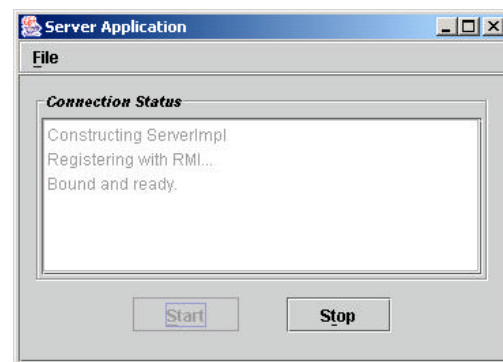 Server Application
File
Connection Status
Constructing ServerImpl
Registering with RMI...
Bound and ready.
Start
Stop